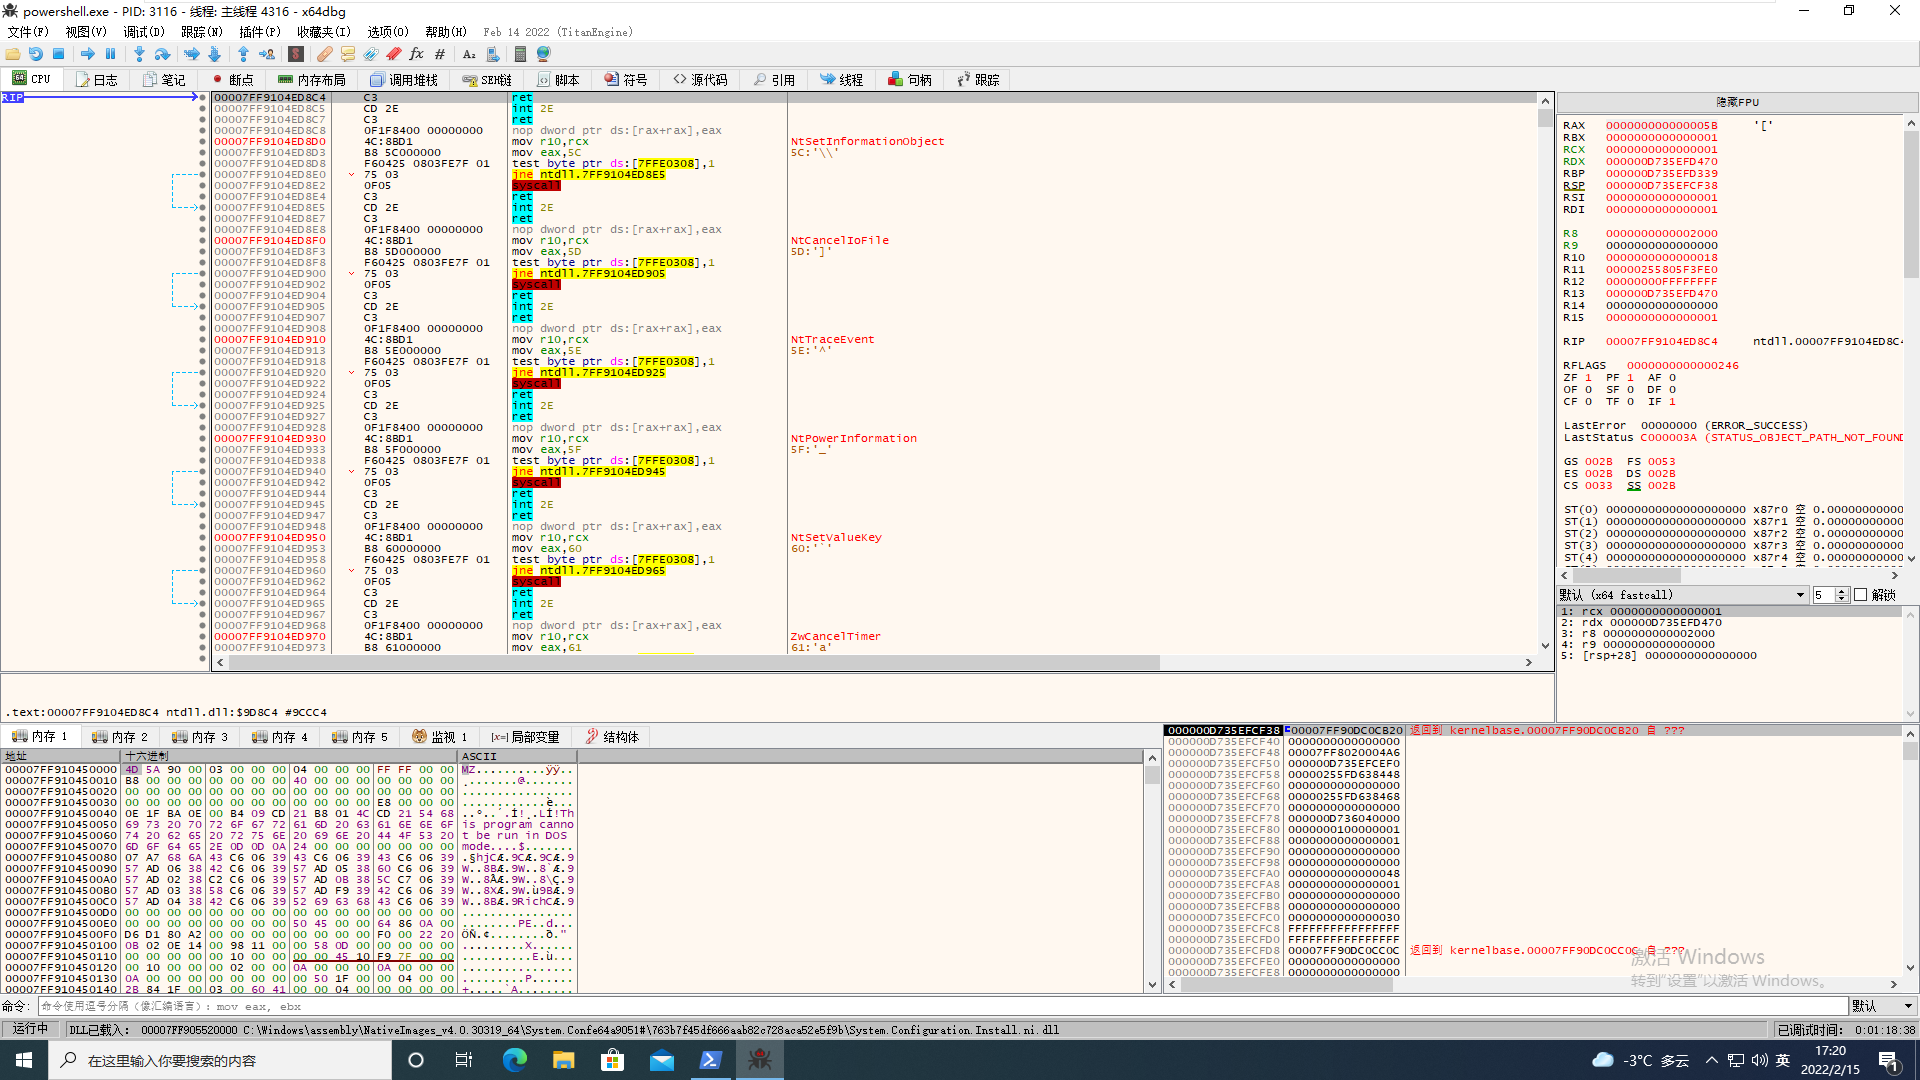 powershell.exe - PID: 3116 - 线程: 主线程 4316 - x64dbg
文件(F) 视图(V) 调试(D) 跟踪(N) 插件(P) 收藏夹(I) 选项(O) 帮助(H) Feb 14 2022 (TitanEngine)
CPU 日志 笔记 断点 内存布局 调用堆栈 SEH链 脚本 符号 源代码 引用 线程 句柄 跟踪
RIP
00007FF9104ED8C4 C3 ret
00007FF9104ED8C5 CD 2E int 2E
00007FF9104ED8C7 C3 ret
00007FF9104ED8C8 0F1F8400 00000000 nop dword ptr ds:[rax+rax],eax
00007FF9104ED8D0 4C:8BD1 mov r10,rcx NtSetInformationObject
00007FF9104ED8D3 B8 5C000000 mov eax,5C 5C:'\\'
00007FF9104ED8D8 F60425 0803FE7F 01 test byte ptr ds:[7FFE0308],1
00007FF9104ED8E0 75 03 jne ntdll.7FF9104ED8E5
00007FF9104ED8E2 0F05 syscall
00007FF9104ED8E4 C3 ret
00007FF9104ED8E5 CD 2E int 2E
00007FF9104ED8E7 C3 ret
00007FF9104ED8E8 0F1F8400 00000000 nop dword ptr ds:[rax+rax],eax
00007FF9104ED8F0 4C:8BD1 mov r10,rcx NtCancelIoFile
00007FF9104ED8F3 B8 5D000000 mov eax,5D 5D:']'
00007FF9104ED8F8 F60425 0803FE7F 01 test byte ptr ds:[7FFE0308],1
00007FF9104ED900 75 03 jne ntdll.7FF9104ED905
00007FF9104ED902 0F05 syscall
00007FF9104ED904 C3 ret
00007FF9104ED905 CD 2E int 2E
00007FF9104ED907 C3 ret
00007FF9104ED908 0F1F8400 00000000 nop dword ptr ds:[rax+rax],eax
00007FF9104ED910 4C:8BD1 mov r10,rcx NtTraceEvent
00007FF9104ED913 B8 5E000000 mov eax,5E 5E:'^'
00007FF9104ED918 F60425 0803FE7F 01 test byte ptr ds:[7FFE0308],1
00007FF9104ED920 75 03 jne ntdll.7FF9104ED925
00007FF9104ED922 0F05 syscall
00007FF9104ED924 C3 ret
00007FF9104ED925 CD 2E int 2E
00007FF9104ED927 C3 ret
00007FF9104ED928 0F1F8400 00000000 nop dword ptr ds:[rax+rax],eax
00007FF9104ED930 4C:8BD1 mov r10,rcx NtPowerInformation
00007FF9104ED933 B8 5F000000 mov eax,5F 5F:'_'
00007FF9104ED938 F60425 0803FE7F 01 test byte ptr ds:[7FFE0308],1
00007FF9104ED940 75 03 jne ntdll.7FF9104ED945
00007FF9104ED942 0F05 syscall
00007FF9104ED944 C3 ret
00007FF9104ED945 CD 2E int 2E
00007FF9104ED947 C3 ret
00007FF9104ED948 0F1F8400 00000000 nop dword ptr ds:[rax+rax],eax
00007FF9104ED950 4C:8BD1 mov r10,rcx NtSetValueKey
00007FF9104ED953 B8 60000000 mov eax,60 60:'`'
00007FF9104ED958 F60425 0803FE7F 01 test byte ptr ds:[7FFE0308],1
00007FF9104ED960 75 03 jne ntdll.7FF9104ED965
00007FF9104ED962 0F05 syscall
00007FF9104ED964 C3 ret
00007FF9104ED965 CD 2E int 2E
00007FF9104ED967 C3 ret
00007FF9104ED968 0F1F8400 00000000 nop dword ptr ds:[rax+rax],eax
00007FF9104ED970 4C:8BD1 mov r10,rcx ZwCancelTimer
00007FF9104ED973 B8 61000000 mov eax,61 61:'a'
隐藏FPU
RAX 000000000000005B '['
RBX 0000000000000001
RCX 0000000000000001
RDX 000000D735EFD470
RBP 000000D735EFD339
RSP 000000D735EFCF38
RSI 0000000000000001
RDI 0000000000000001
R8 0000000000002000
R9 0000000000000000
R10 0000000000000018
R11 00000255805F3FE0
R12 00000000FFFFFFFF
R13 000000D735EFD470
R14 0000000000000000
R15 0000000000000001
RIP 00007FF9104ED8C4 ntdll.00007FF9104ED8C4
RFLAGS 0000000000000246
ZF 1 PF 1 AF 0
OF 0 SF 0 DF 0
CF 0 TF 0 IF 1
LastError 00000000 (ERROR_SUCCESS)
LastStatus C000003A (STATUS_OBJECT_PATH_NOT_FOUND
GS 002B FS 0053
ES 002B DS 002B
CS 0033 SS 002B
ST(0) 00000000000000000000 x87r0 空 0.00000000000
ST(1) 00000000000000000000 x87r1 空 0.00000000000
ST(2) 00000000000000000000 x87r2 空 0.00000000000
ST(3) 00000000000000000000 x87r3 空 0.00000000000
ST(4) 00000000000000000000 x87r4 空 0.00000000000
默认 (x64 fastcall) 5 解锁
1: rcx 0000000000000001
2: rdx 000000D735EFD470
3: r8 0000000000002000
4: r9 0000000000000000
5: [rsp+28] 0000000000000000
.text:00007FF9104ED8C4 ntdll.dll:$9D8C4 #9CCC4
内存 1 内存 2 内存 3 内存 4 内存 5 监视 1 [x=]局部变量 结构体
地址 十六进制 ASCII
00007FF910450000 4D 5A 90 00 03 00 00 00 04 00 00 00 FF FF 00 00 MZ..........ÿÿ..
00007FF910450010 B8 00 00 00 00 00 00 00 40 00 00 00 00 00 00 00 ¸.......@.......
00007FF910450020 00 00 00 00 00 00 00 00 00 00 00 00 00 00 00 00 ................
00007FF910450030 00 00 00 00 00 00 00 00 00 00 00 00 E8 00 00 00 ............è...
00007FF910450040 0E 1F BA 0E 00 B4 09 CD 21 B8 01 4C CD 21 54 68 ..º..´.Í!¸.LÍ!Th
00007FF910450050 69 73 20 70 72 6F 67 72 61 6D 20 63 61 6E 6E 6F is program canno
00007FF910450060 74 20 62 65 20 72 75 6E 20 69 6E 20 44 4F 53 20 t be run in DOS
00007FF910450070 6D 6F 64 65 2E 0D 0D 0A 24 00 00 00 00 00 00 00 mode....$.......
00007FF910450080 07 A7 68 6A 43 C6 06 39 43 C6 06 39 43 C6 06 39 .§hjCÆ.9CÆ.9CÆ.9
00007FF910450090 57 AD 06 38 42 C6 06 39 57 AD 05 38 60 C6 06 39 W..8BÆ.9W..8`Æ.9
00007FF9104500A0 57 AD 02 38 C2 C6 06 39 57 AD 0B 38 5C C7 06 39 W..8ÂÆ.9W..8\Ç.9
00007FF9104500B0 57 AD 03 38 58 C6 06 39 57 AD F9 39 42 C6 06 39 W..8XÆ.9W.ù9BÆ.9
00007FF9104500C0 57 AD 04 38 42 C6 06 39 52 69 63 68 43 C6 06 39 W..8BÆ.9RichCÆ.9
00007FF9104500D0 00 00 00 00 00 00 00 00 00 00 00 00 00 00 00 00 ................
00007FF9104500E0 00 00 00 00 00 00 00 00 50 45 00 00 64 86 0A 00 ........PE..d...
00007FF9104500F0 D6 D1 80 A2 00 00 00 00 00 00 00 00 F0 00 22 20 ÖÑ.¢........ð."
00007FF910450100 0B 02 0E 14 00 98 11 00 00 58 0D 00 00 00 00 00 .........X......
00007FF910450110 00 00 00 00 00 10 00 00 00 00 45 10 F9 7F 00 00 ..........E.ù...
00007FF910450120 00 10 00 00 00 02 00 00 0A 00 00 00 0A 00 00 00 ................
00007FF910450130 0A 00 00 00 00 00 00 00 00 50 1F 00 00 04 00 00 .........P......
00007FF910450140 2B 84 1F 00 03 00 60 41 00 00 04 00 00 00 00 00 +.....`A........
000000D735EFCF38 00007FF90DC0CB20 返回到 kernelbase.00007FF90DC0CB20 自 ???
000000D735EFCF40 0000000000000000
000000D735EFCF48 00007FF8020004A6
000000D735EFCF50 000000D735EFCEF0
000000D735EFCF58 00000255FD638448
000000D735EFCF60 0000000000000000
000000D735EFCF68 00000255FD638468
000000D735EFCF70 0000000000000000
000000D735EFCF78 000000D736040000
000000D735EFCF80 0000000100000001
000000D735EFCF88 0000000000000001
000000D735EFCF90 0000000000000000
000000D735EFCF98 0000000000000000
000000D735EFCFA0 0000000000000048
000000D735EFCFA8 0000000000000001
000000D735EFCFB0 0000000000000000
000000D735EFCFB8 0000000000000000
000000D735EFCFC0 0000000000000030
000000D735EFCFC8 FFFFFFFFFFFFFFFF
000000D735EFCFD0 FFFFFFFFFFFFFFFF
000000D735EFCFD8 00007FF90DC0CC0C 返回到 kernelbase.00007FF90DC0CC0C 自 ???
000000D735EFCFE0 0000000000000000
000000D735EFCFE8 0000000000000000
激活 Windows
转到"设置"以激活 Windows。
命令: 命令使用逗号分隔（像汇编语言）: mov eax, ebx 默认
运行中 DLL已载入: 00007FF905520000 C:\Windows\assembly\NativeImages_v4.0.30319_64\System.Confe64a9051#\763b7f45df666aab82c728aca52e5f9b\System.Configuration.Install.ni.dll 已调试时间: 0:01:18:38
在这里输入你要搜索的内容 -3°C 多云 英 17:20
2022/2/15 1